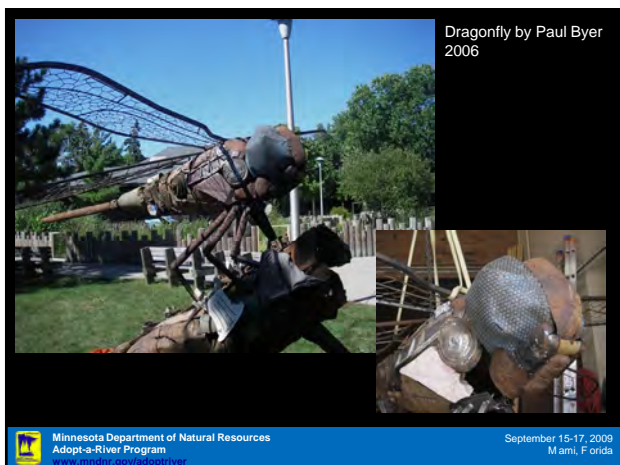 Dragonfly by Paul Byer
2006
Minnesota Department of Natural Resources
Adopt-a-River Program
www.mndnr.gov/adoptriver
September 15-17, 2009
M ami, F orida